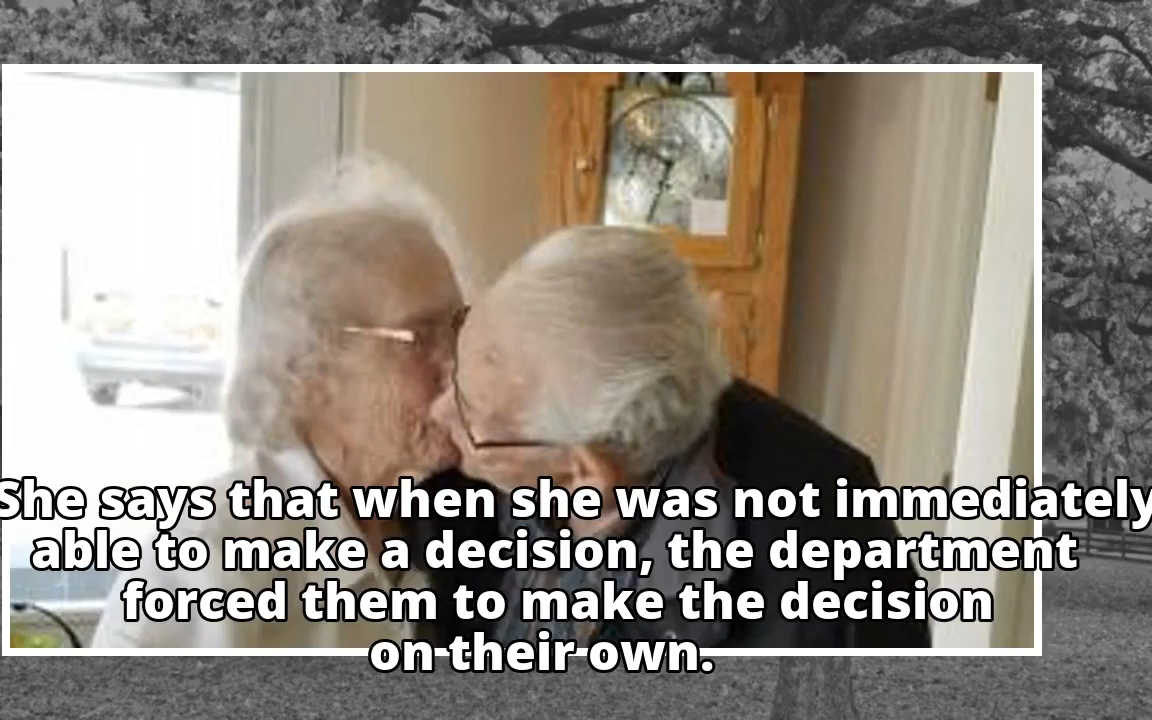 She says that when she was not immediately
able to make a decision, the department
forced them to make the decision
on their own.